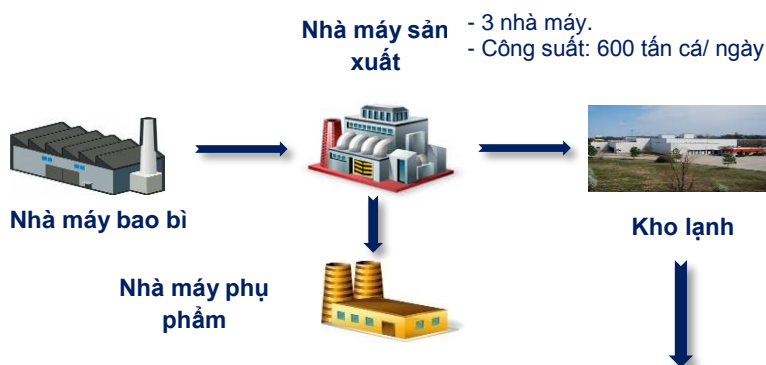 Nhà máy sản
xuất
- 3 nhà máy.
- Công suất: 600 tấn cá/ ngày
Nhà máy bao bì
Kho lạnh
Nhà máy phụ
phẩm